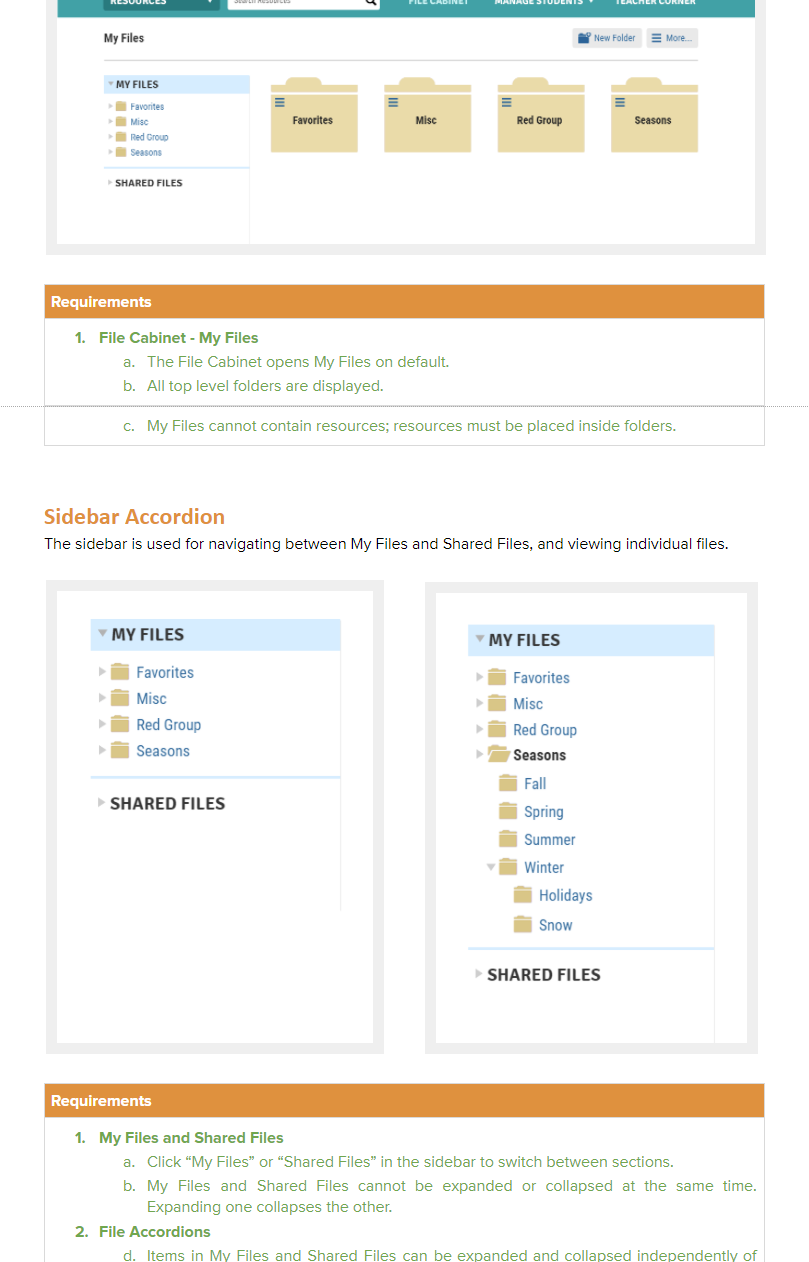 RESOURCES Search Resources FILE CABINET MANAGE STUDENTS TEACHER CORNER
My Files New Folder More...
MY FILES
Favorites
Misc
Red Group
Seasons
SHARED FILES
Favorites Misc Red Group Seasons
Requirements
1. File Cabinet - My Files
a. The File Cabinet opens My Files on default.
b. All top level folders are displayed.
c. My Files cannot contain resources; resources must be placed inside folders.
Sidebar Accordion
The sidebar is used for navigating between My Files and Shared Files, and viewing individual files.
MY FILES
Favorites
Misc
Red Group
Seasons
SHARED FILES
MY FILES
Favorites
Misc
Red Group
Seasons
Fall
Spring
Summer
Winter
Holidays
Snow
SHARED FILES
Requirements
1. My Files and Shared Files
a. Click “My Files” or “Shared Files” in the sidebar to switch between sections.
b. My Files and Shared Files cannot be expanded or collapsed at the same time.
Expanding one collapses the other.
2. File Accordions
d. Items in My Files and Shared Files can be expanded and collapsed independently of